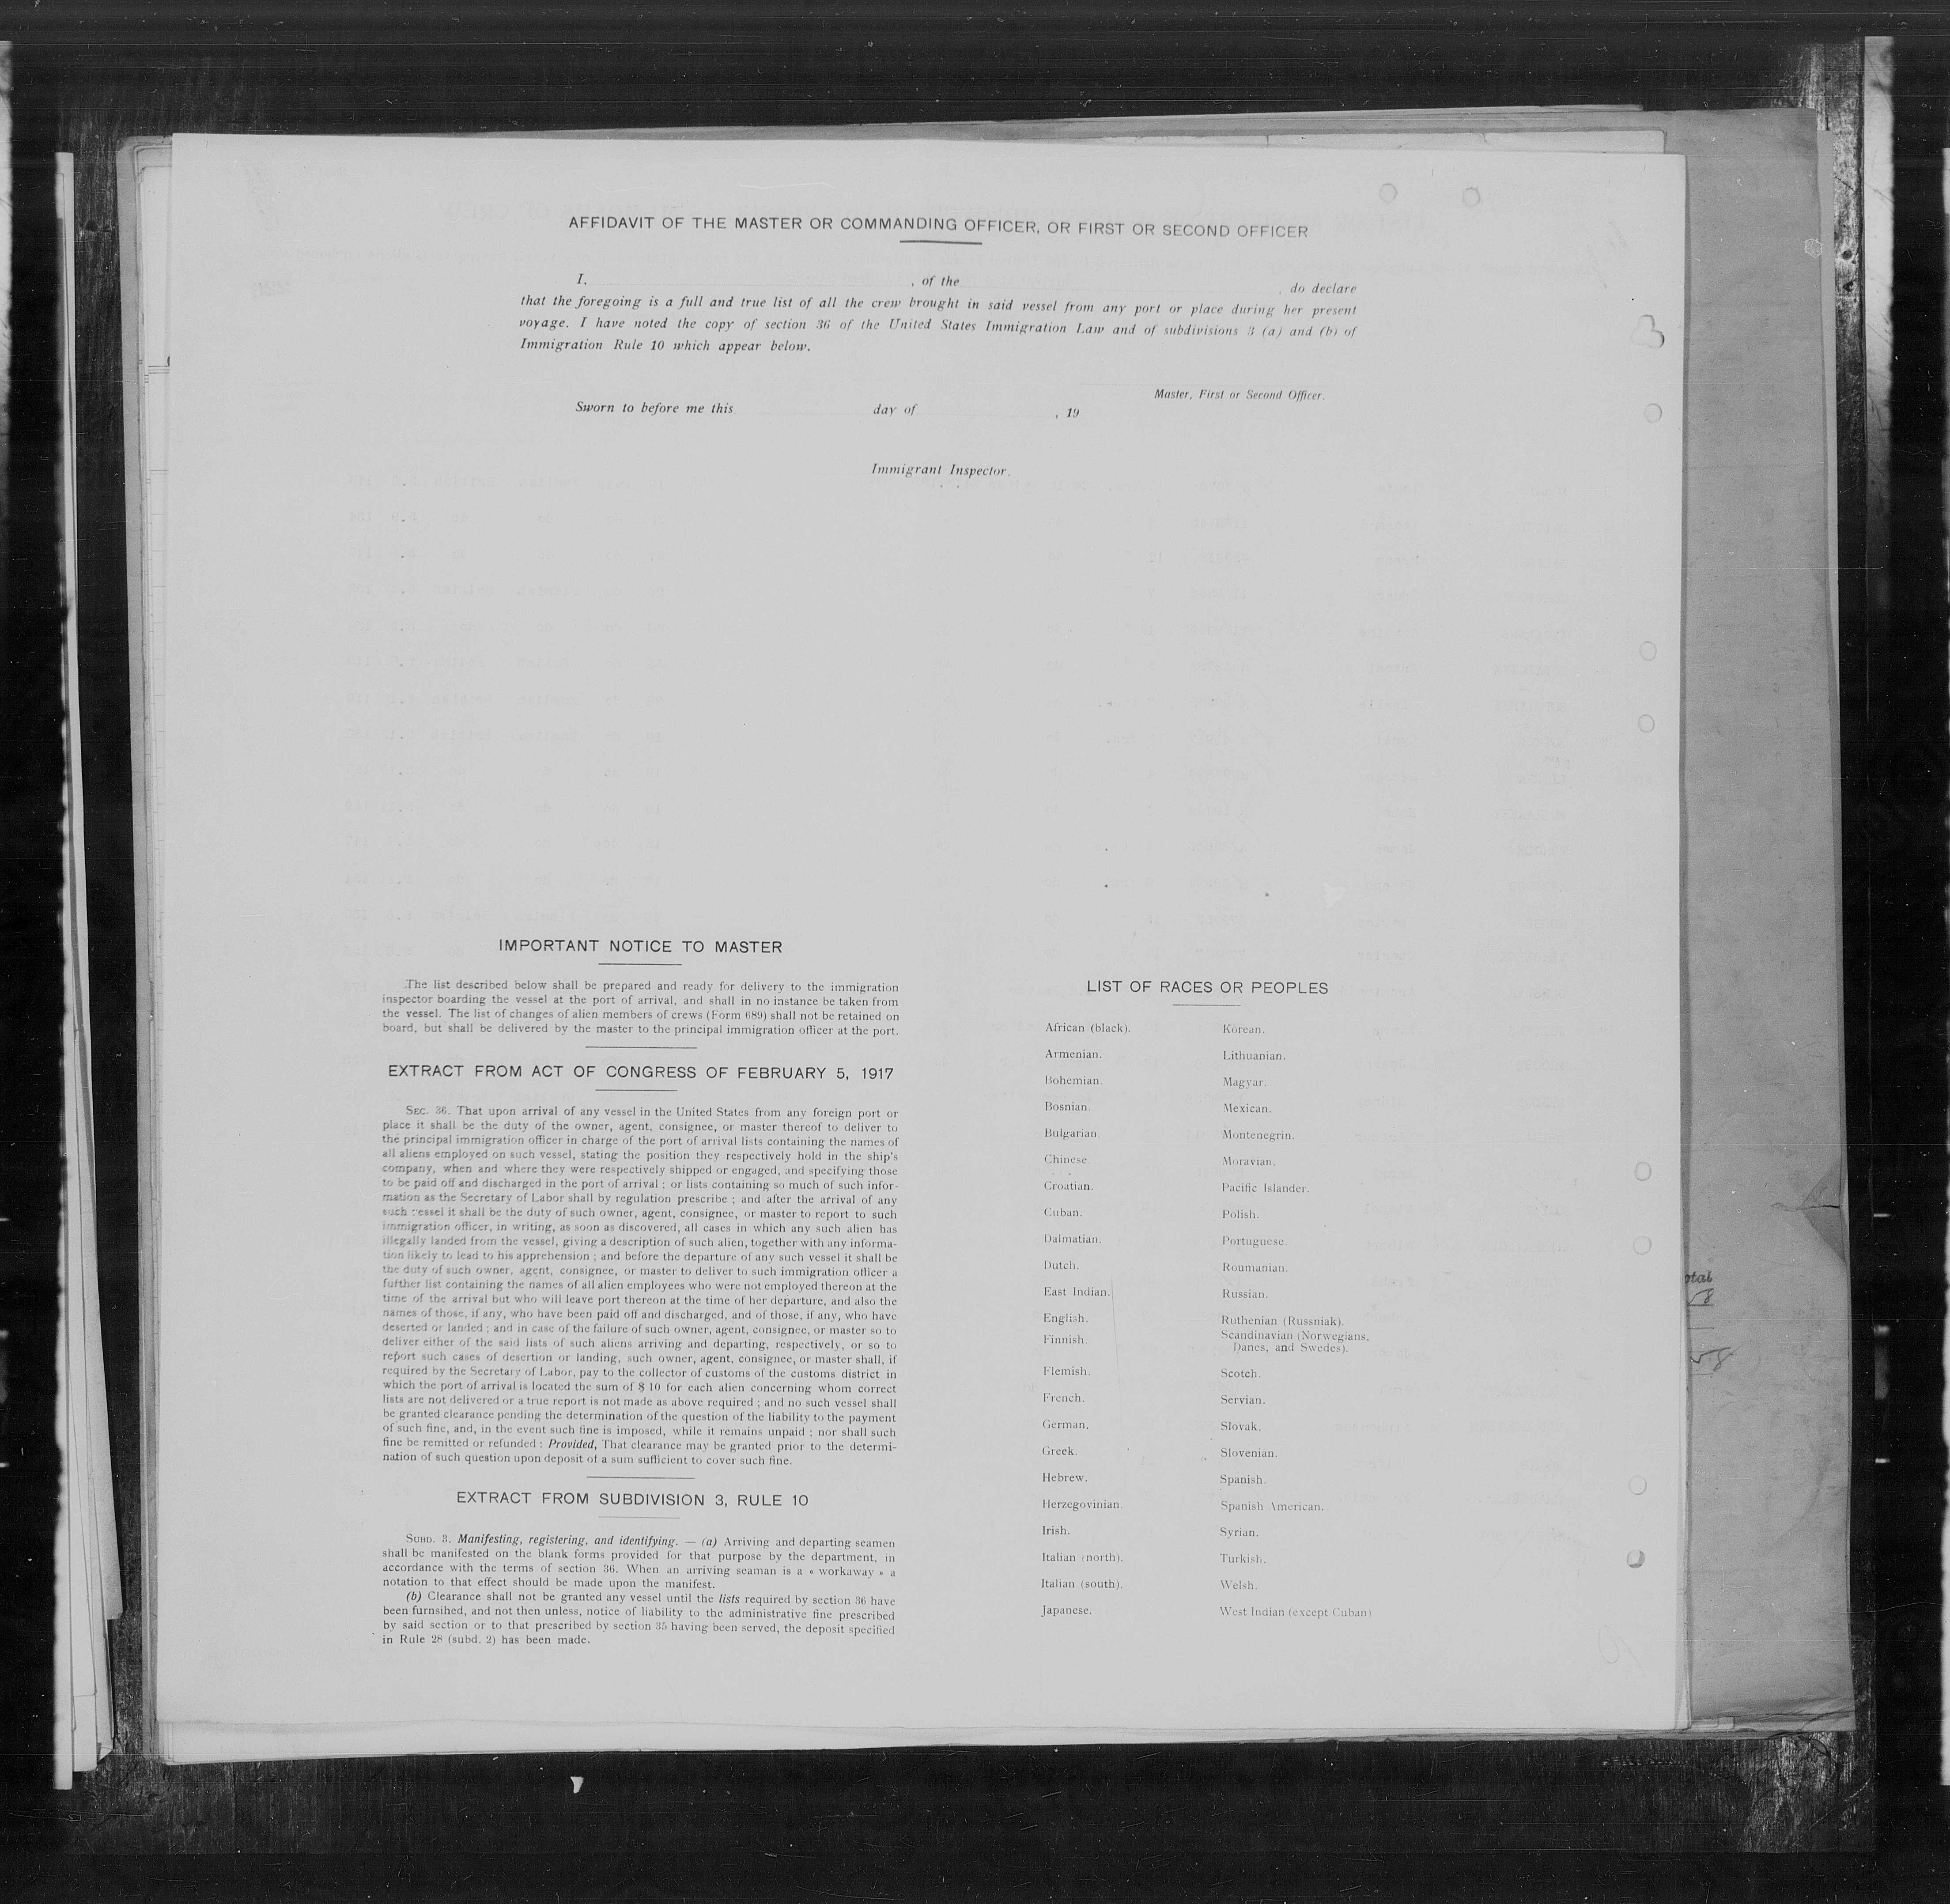 AFFIDAVIT OF THE MASTER OR COMMANDING OFFICER, OR FIRST OR SECOND OFFICER
I, , of the , do declare
that the foregoing is a full and true list of all the crew brought in said vessel from any port or place during her present
voyage. I have noted the copy of section 36 of the United States Immigration Law and of subdivisions 3 (a) and (b) of
Immigration Rule 10 which appear below.
Master, First or Second Officer.
Sworn to before me this day of , 19
Immigrant Inspector.
3
IMPORTANT NOTICE TO MASTER
The list described below shall be prepared and ready for delivery to the immigration
inspector boarding the vessel at the port of arrival, and shall in no instance be taken from
the vessel. The list of changes of alien members of crews (Form 689) shall not be retained on
board, but shall be delivered by the master to the principal immigration officer at the port.
EXTRACT FROM ACT OF CONGRESS OF FEBRUARY 5, 1917
SEC. 36. That upon arrival of any vessel in the United States from any foreign port or
place it shall be the duty of the owner, agent, consignee, or master thereof to deliver to
the principal immigration officer in charge of the port of arrival lists containing the names of
all aliens employed on such vessel, stating the position they respectively hold in the ship's
company, when and where they were respectively shipped or engaged, and specifying those
to be paid off and discharged in the port of arrival ; or lists containing so much of such infor-
mation as the Secretary of Labor shall by regulation prescribe ; and after the arrival of any
such vessel it shall be the duty of such owner, agent, consignee, or master to report to such
immigration officer, in writing, as soon as discovered, all cases in which any such alien has
illegally landed from the vessel, giving a description of such alien, together with any informa-
tion likely to lead to his apprehension ; and before the departure of any such vessel it shall be
the duty of such owner, agent, consignee, or master to deliver to such immigration officer a
further list containing the names of all alien employees who were not employed thereon at the
time of the arrival but who will leave port thereon at the time of her departure, and also the
names of those, if any, who have been paid off and discharged, and of those, if any, who have
deserted or landed ; and in case of the failure of such owner, agent, consignee, or master so to
deliver either of the said lists of such aliens arriving and departing, respectively, or so to
report such cases of desertion or landing, such owner, agent, consignee, or master shall, if
required by the Secretary of Labor, pay to the collector of customs of the customs district in
which the port of arrival is located the sum of $ 10 for each alien concerning whom correct
lists are not delivered or a true report is not made as above required ; and no such vessel shall
be granted clearance pending the determination of the question of the liability to the payment
of such fine, and, in the event such fine is imposed, while it remains unpaid ; nor shall such
fine be remitted or refunded : Provided, That clearance may be granted prior to the determi-
nation of such question upon deposit of a sum sufficient to cover such fine.
EXTRACT FROM SUBDIVISION 3, RULE 10
SUBD. 3. Manifesting, registering, and identifying. — (a) Arriving and departing seamen
shall be manifested on the blank forms provided for that purpose by the department, in
accordance with the terms of section 36. When an arriving seaman is a « workaway » a
notation to that effect should be made upon the manifest.
(b) Clearance shall not be granted any vessel until the lists required by section 36 have
been furnsihed, and not then unless, notice of liability to the administrative fine prescribed
by said section or to that prescribed by section 35 having been served, the deposit specified
in Rule 28 (subd. 2) has been made.
LIST OF RACES OR PEOPLES
African (black).
Armenian.
Bohemian.
Bosnian.
Bulgarian.
Chinese.
Croatian.
Cuban.
Dalmatian.
Dutch.
East Indian.
English.
Finnish.
Flemish.
French.
German.
Greek.
Hebrew.
Herzegovinian.
Irish.
Italian (north).
Italian (south).
Japanese.
Korean.
Lithuanian.
Magyar.
Mexican.
Montenegrin.
Moravian.
Pacific Islander.
Polish.
Portuguese.
Roumanian.
Russian.
Ruthenian (Russniak).
Scandinavian (Norwegians,
Danes, and Swedes).
Scotch.
Servian.
Slovak.
Slovenian.
Spanish.
Spanish American.
Syrian.
Turkish.
Welsh.
West Indian (except Cuban)
otal
58
58